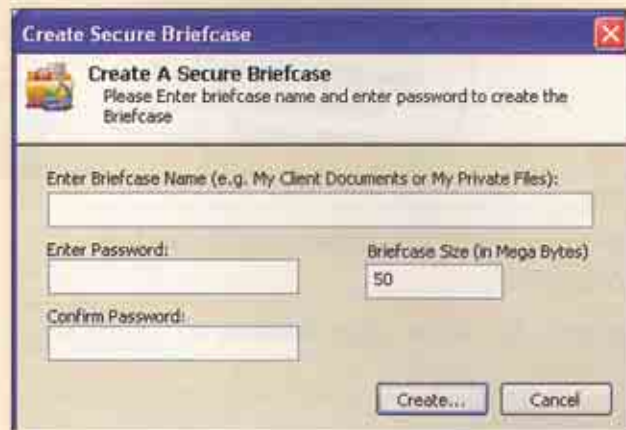 Create Secure Briefcase
Create A Secure Briefcase
Please Enter briefcase name and enter password to create the
Briefcase
Enter Briefcase Name (e.g. My Client Documents or My Private Files):
Enter Password:
Briefcase Size (in Mega Bytes)
50
Confirm Password:
Create...
Cancel